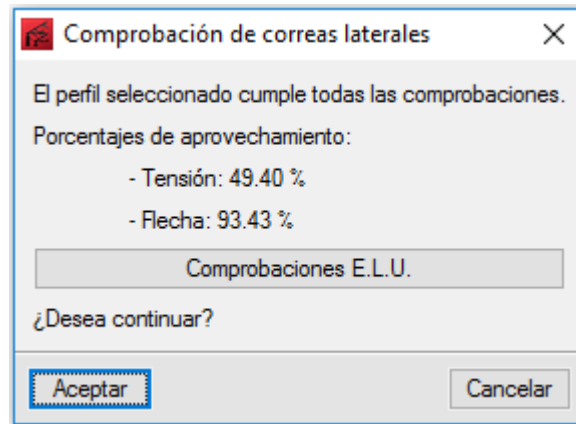 Comprobación de correas laterales
El perfil seleccionado cumple todas las comprobaciones.
Porcentajes de aprovechamiento:
- Tensión: 49.40 %
- Flecha: 93.43 %
Comprobaciones E.L.U.
¿Desea continuar?
Aceptar
Cancelar